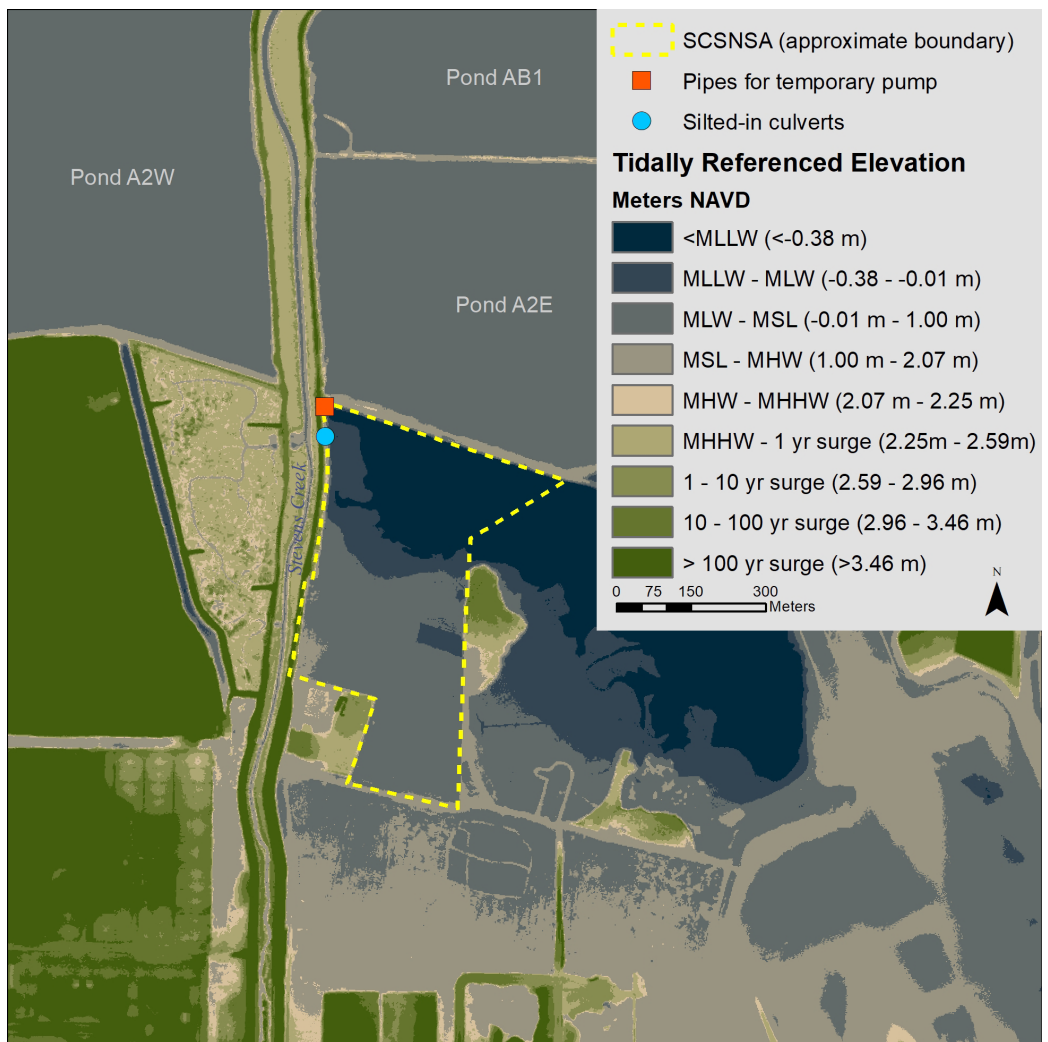 SCSNSA (approximate boundary)
Pipes for temporary pump
Silted-in culverts
Tidally Referenced Elevation
Meters NAVD
<MLLW (<-0.38 m)
MLLW - MLW (-0.38 - -0.01 m)
MLW - MSL (-0.01 m - 1.00 m)
MSL - MHW (1.00 m - 2.07 m)
MHW - MHHW (2.07 m - 2.25 m)
MHHW - 1 yr surge (2.25m - 2.59m)
1 - 10 yr surge (2.59 - 2.96 m)
10 - 100 yr surge (2.96 - 3.46 m)
> 100 yr surge (>3.46 m)
0 75 150 300
Meters
N
Pond AB1
Pond A2W
Pond A2E
Stevens Creek